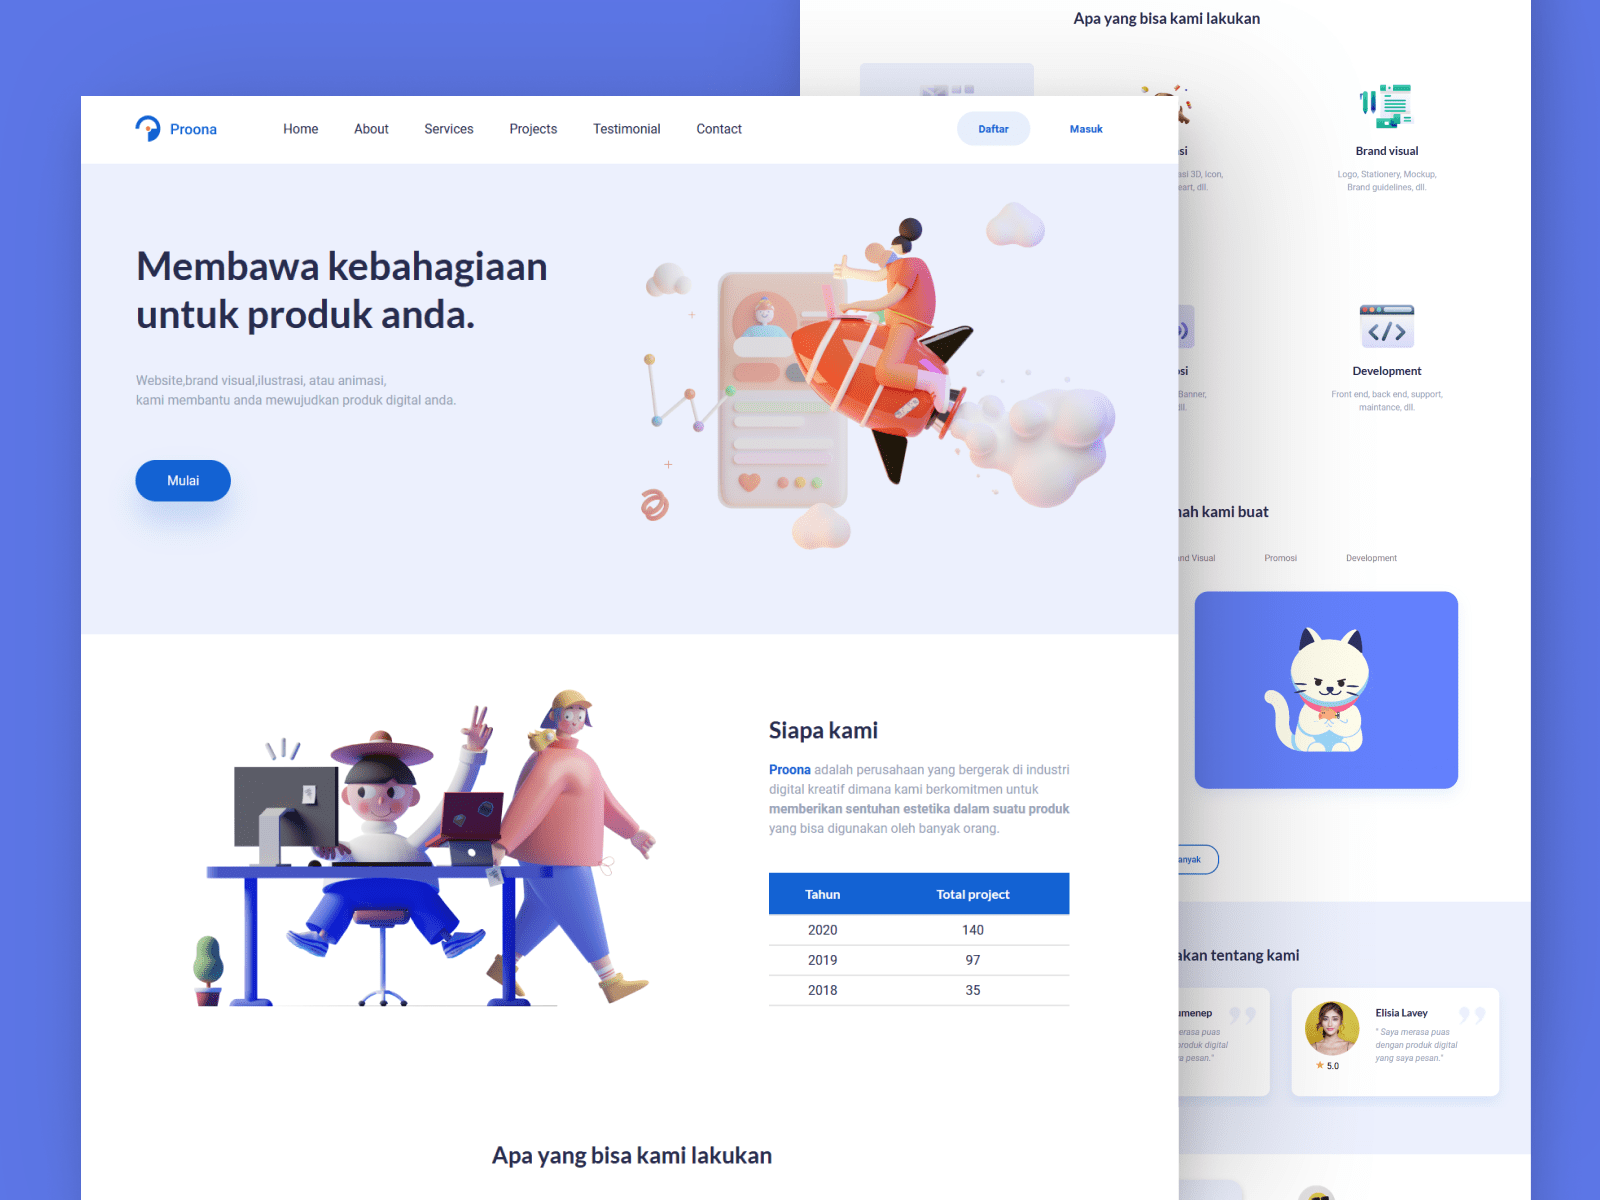 Proona
Home
About
Services
Projects
Testimonial
Contact
Daftar
Masuk
Membawa kebahagiaan
untuk produk anda.
Website,brand visual,ilustrasi, atau animasi,
kami membantu anda mewujudkan produk digital anda.
Mulai
Siapa kami
Proona adalah perusahaan yang bergerak di industri
digital kreatif dimana kami berkomitmen untuk
memberikan sentuhan estetika dalam suatu produk
yang bisa digunakan oleh banyak orang.
Tahun Total project
2020 140
2019 97
2018 35
Apa yang bisa kami lakukan
Apa yang bisa kami lakukan
si
asi 3D, Icon,
eart, dll.
Brand visual
Logo, Stationery, Mockup,
Brand guidelines, dll.
si
Banner,
dll.
Development
Front end, back end, support,
maintance, dll.
nah kami buat
nd Visual
Promosi
Development
anyak
akan tentang kami
umenep
erasa puas
produk digital
a pesan."
Elisia Lavey
" Saya merasa puas
dengan produk digital
yang saya pesan."
5.0